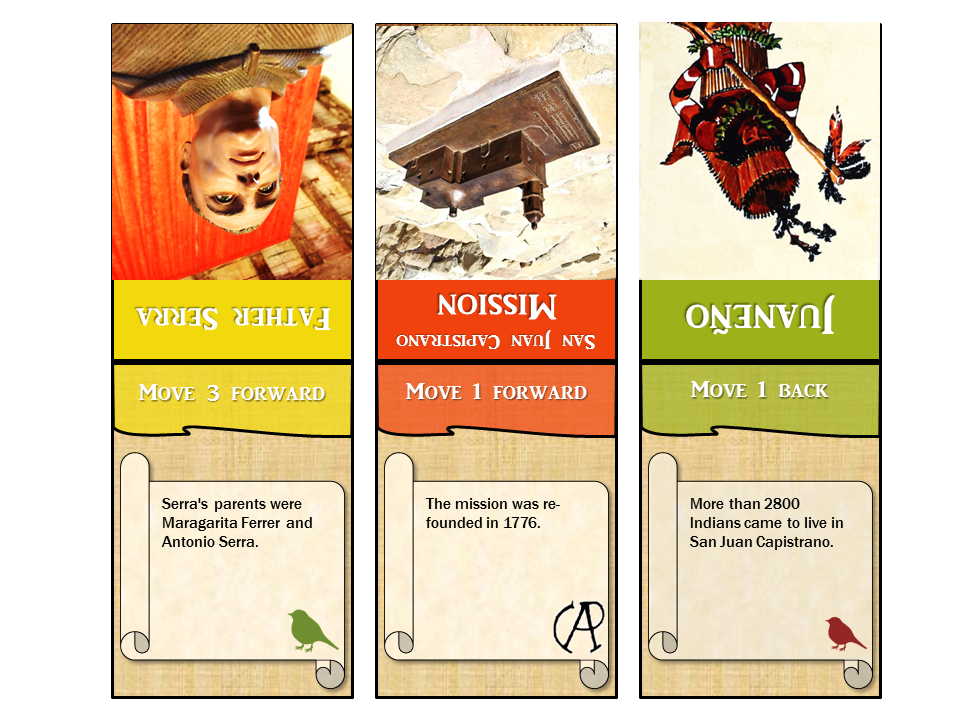 Father Serra
Move 3 forward
Serra's parents were
Maragarita Ferrer and
Antonio Serra.
Mission
San Juan Capistrano
Move 1 forward
The mission was re-
founded in 1776.
CAP
Juaneño
Move 1 back
More than 2800
Indians came to live in
San Juan Capistrano.